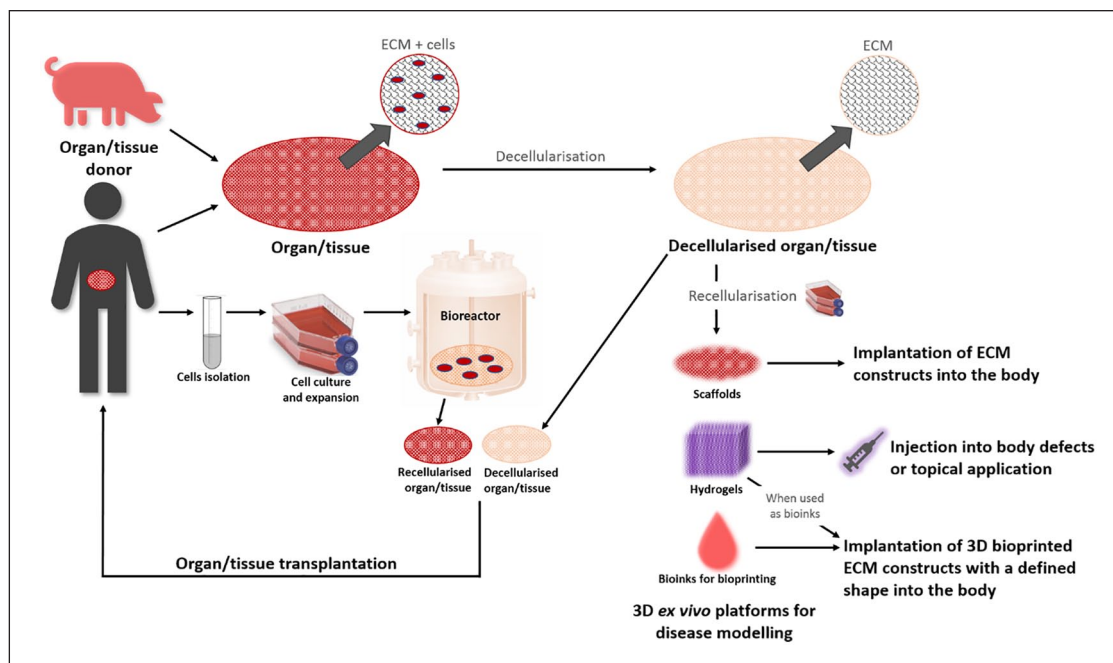 ECM + cells
ECM
Organ/tissue
donor
Decellularisation
Organ/tissue
Decellularised organ/tissue
Recellularisation
Bioreactor
Cells isolation
Cell culture
and expansion
Scaffolds
Implantation of ECM
constructs into the body
Recellularised
organ/tissue
Decellularised
organ/tissue
Hydrogels
Injection into body defects
or topical application
When used
as bioinks
Organ/tissue transplantation
Bioinks for bioprinting
Implantation of 3D bioprinted
ECM constructs with a defined
shape into the body
3D ex vivo platforms for
disease modelling